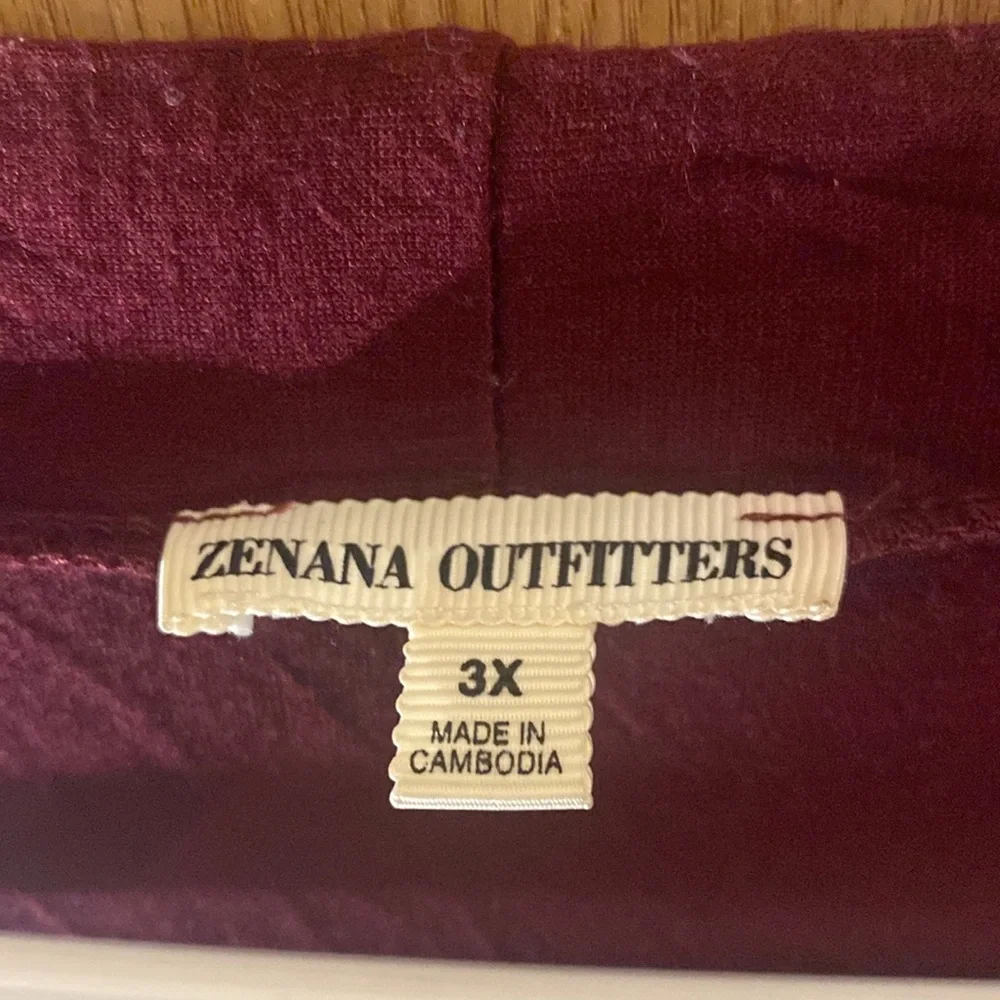 ZENANA OUTFITTERS
3X
MADE IN
CAMBODIA